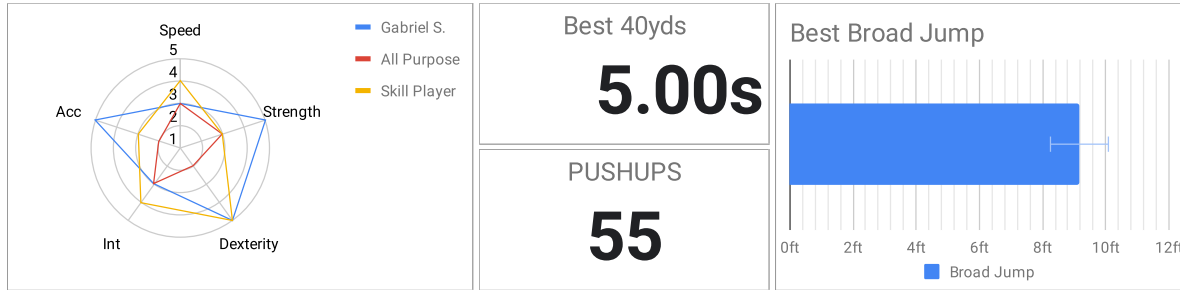 Speed
5
4
3
2
1
Acc
Strength
Int
Dexterity
Gabriel S.
All Purpose
Skill Player
Best 40yds
5.00s
PUSHUPS
55
Best Broad Jump
0ft 2ft 4ft 6ft 8ft 10ft 12ft
Broad Jump